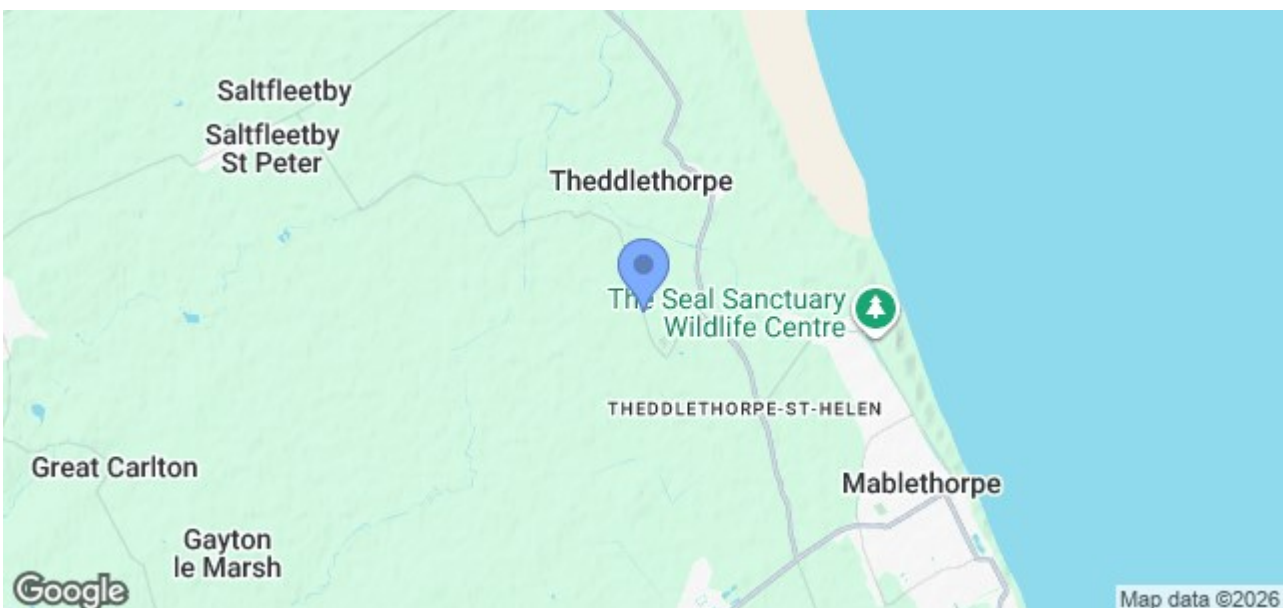 Saltfleetby
Saltfleetby
St Peter
Theddlethorpe
The Seal Sanctuary
Wildlife Centre
THEDDLETHORPE-ST-HELEN
Great Carlton
Mablethorpe
Gayton
le Marsh
Google
Map data ©2026